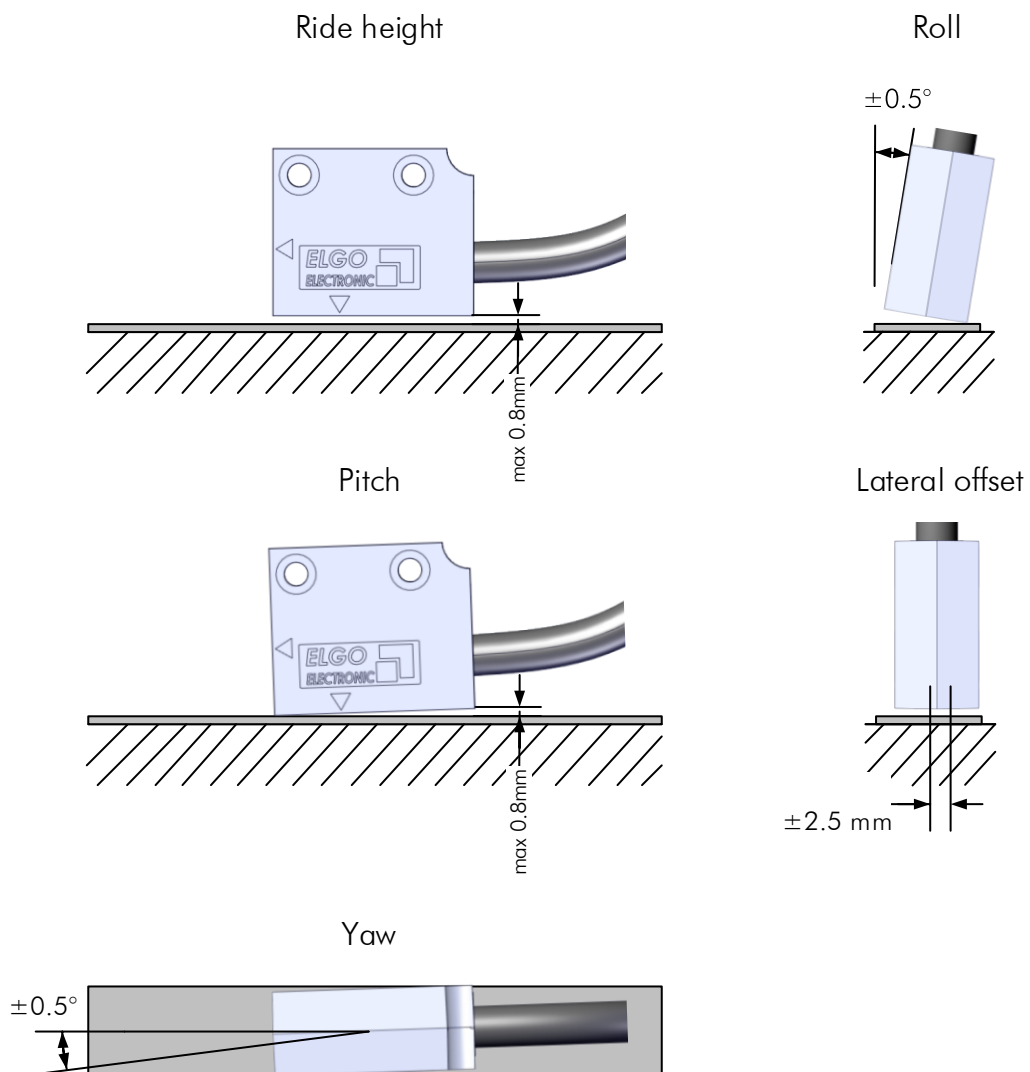 Ride height
Roll
±0.5°
ELGO
ELECTRONIC
max 0.8mm
Pitch
Lateral offset
ELGO
ELECTRONIC
max 0.8mm
±2.5 mm
Yaw
±0.5°